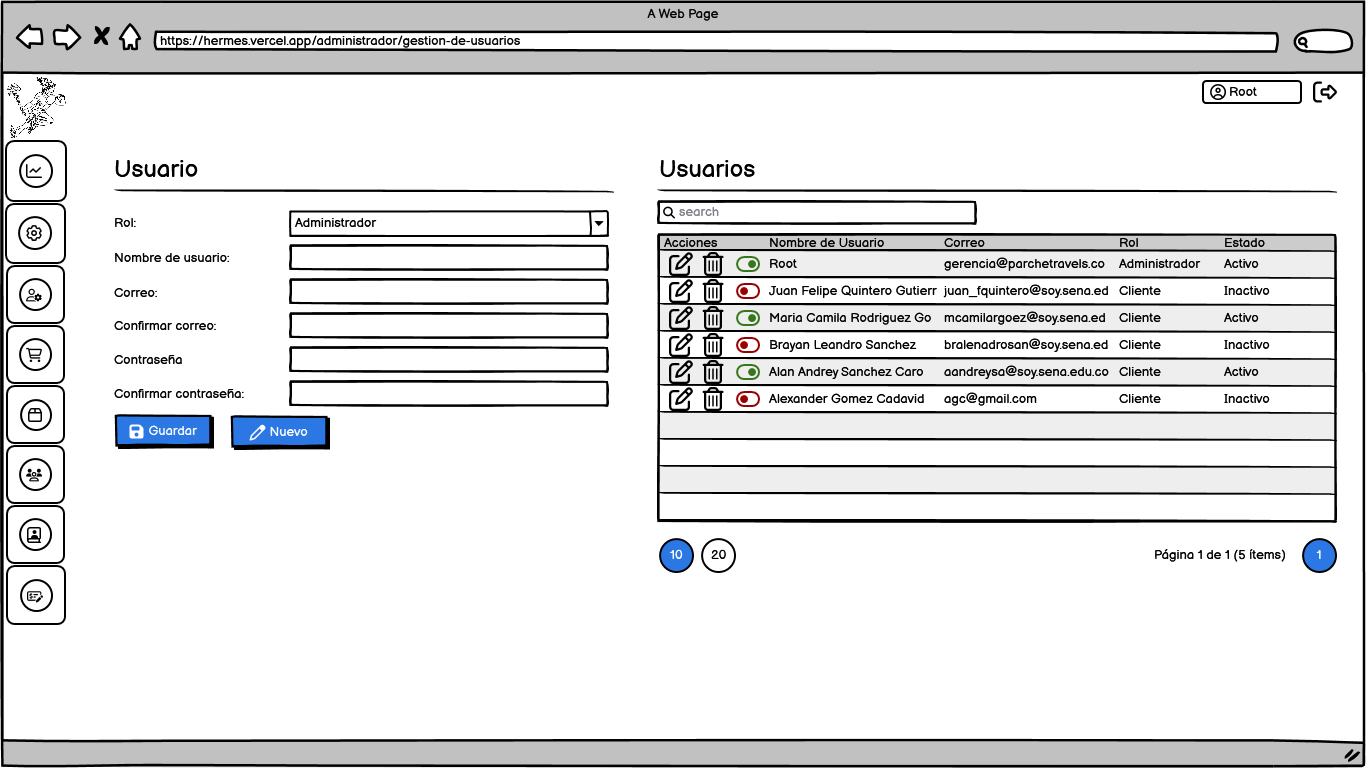 A Web Page
https://hermes.vercel.app/administrador/gestion-de-usuarios
Root
Usuario
Rol:
Administrador
Nombre de usuario:
Correo:
Confirmar correo:
Contraseña
Confirmar contraseña:
Guardar
Nuevo
Usuarios
search
Acciones Nombre de Usuario Correo Rol Estado
Root gerencia@parchetravels.co Administrador Activo
Juan Felipe Quintero Gutierr juan_fquintero@soy.sena.ed Cliente Inactivo
Maria Camila Rodriguez Go mcamilargoez@soy.sena.ed Cliente Activo
Brayan Leandro Sanchez bralenadrosan@soy.sena.ed Cliente Inactivo
Alan Andrey Sanchez Caro aandreysa@soy.sena.edu.co Cliente Activo
Alexander Gomez Cadavid agc@gmail.com Cliente Inactivo
10 20 Página 1 de 1 (5 ítems) 1